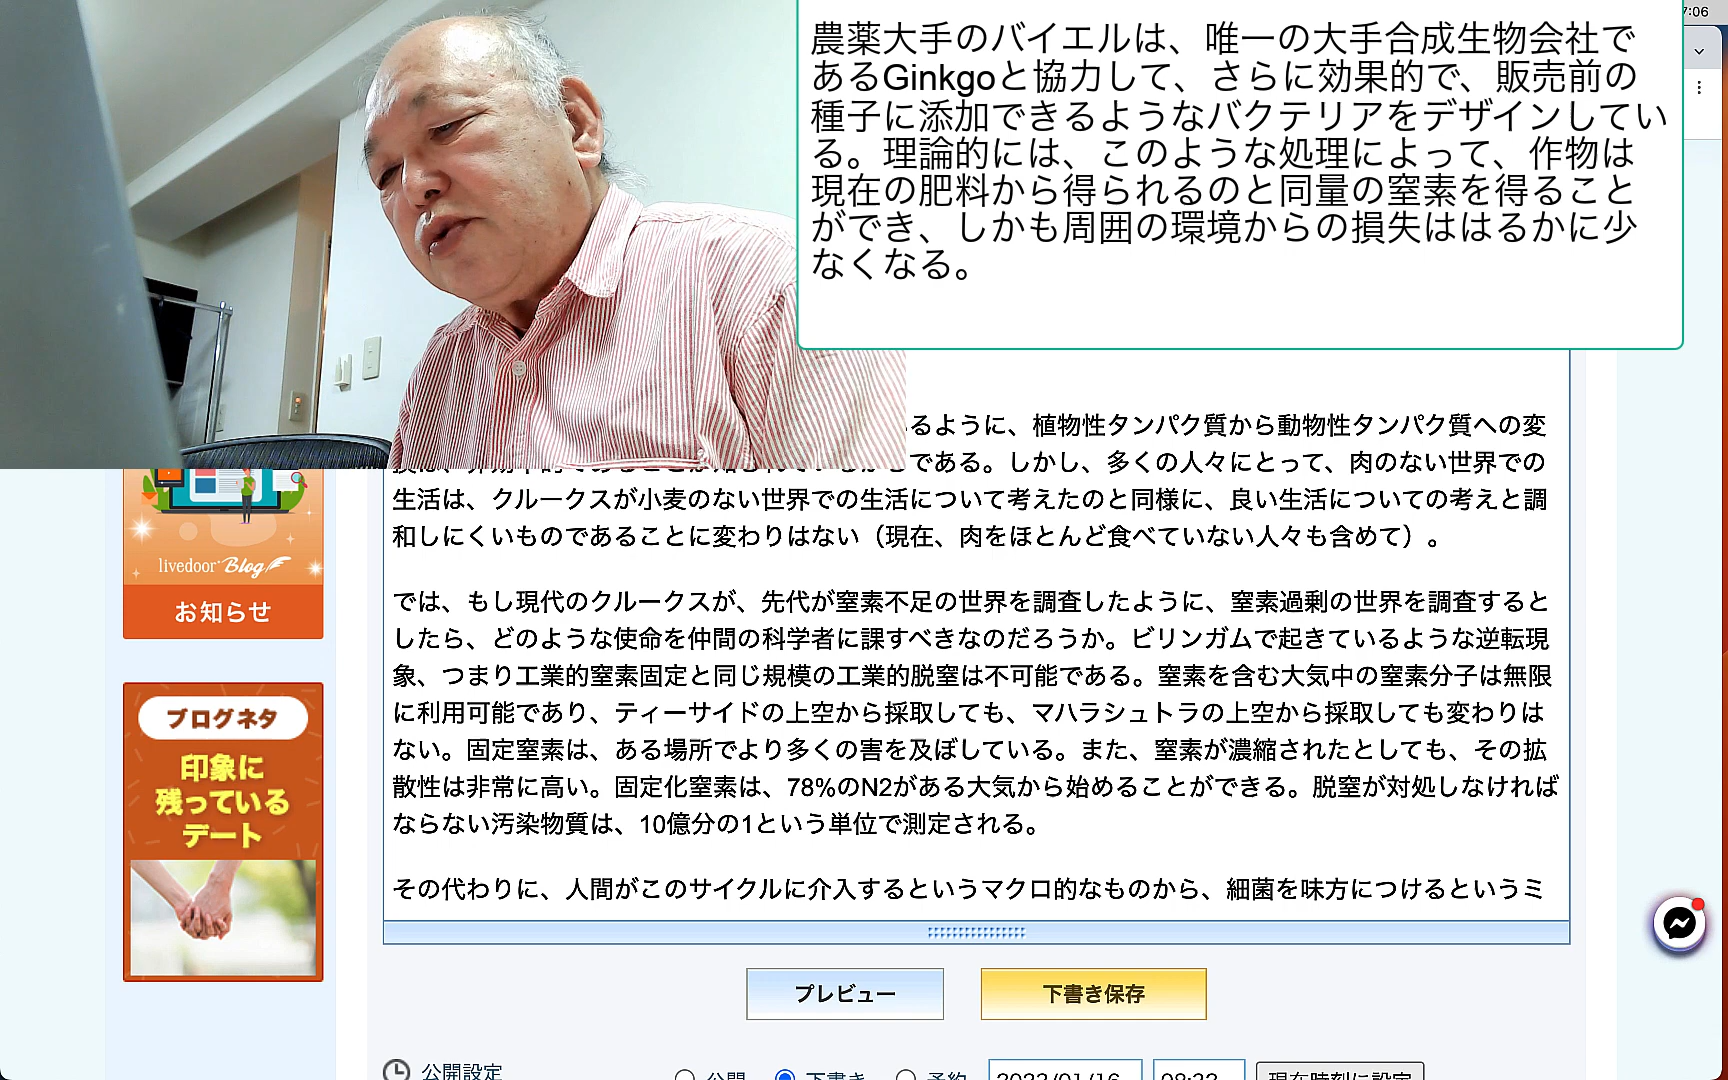 7:06
農薬大手のバイエルは、唯一の大手合成生物会社で
あるGinkgoと協力して、さらに効果的で、販売前の
種子に添加できるようなバクテリアをデザインしてい
る。理論的には、このような処理によって、作物は
現在の肥料から得られるのと同量の窒素を得ること
ができ、しかも周囲の環境からの損失ははるかに少
なくなる。
るように、植物性タンパク質から動物性タンパク質への変
である。しかし、多くの人々にとって、肉のない世界での
生活は、クルークスが小麦のない世界での生活について考えたのと同様に、良い生活についての考えと調
和しにくいものであることに変わりはない（現在、肉をほとんど食べていない人々も含めて）。
では、もし現代のクルークスが、先代が窒素不足の世界を調査したように、窒素過剰の世界を調査すると
したら、どのような使命を仲間の科学者に課すべきなのだろうか。ビリンガムで起きているような逆転現
象、つまり工業的窒素固定と同じ規模の工業的脱窒は不可能である。窒素を含む大気中の窒素分子は無限
に利用可能であり、ティーサイドの上空から採取しても、マハラシュトラの上空から採取しても変わりは
ない。固定窒素は、ある場所でより多くの害を及ぼしている。また、窒素が濃縮されたとしても、その拡
散性は非常に高い。固定化窒素は、78%のN2がある大気から始めることができる。脱窒が対処しなければ
ならない汚染物質は、10億分の1という単位で測定される。
その代わりに、人間がこのサイクルに介入するというマクロ的なものから、細菌を味方につけるというミ
livedoor Blog
お知らせ
ブログネタ
印象に
残っている
デート
プレビュー
下書き保存
公開設定
公開
下書き
予約
2022/01/16
08:22
現在時刻に設定